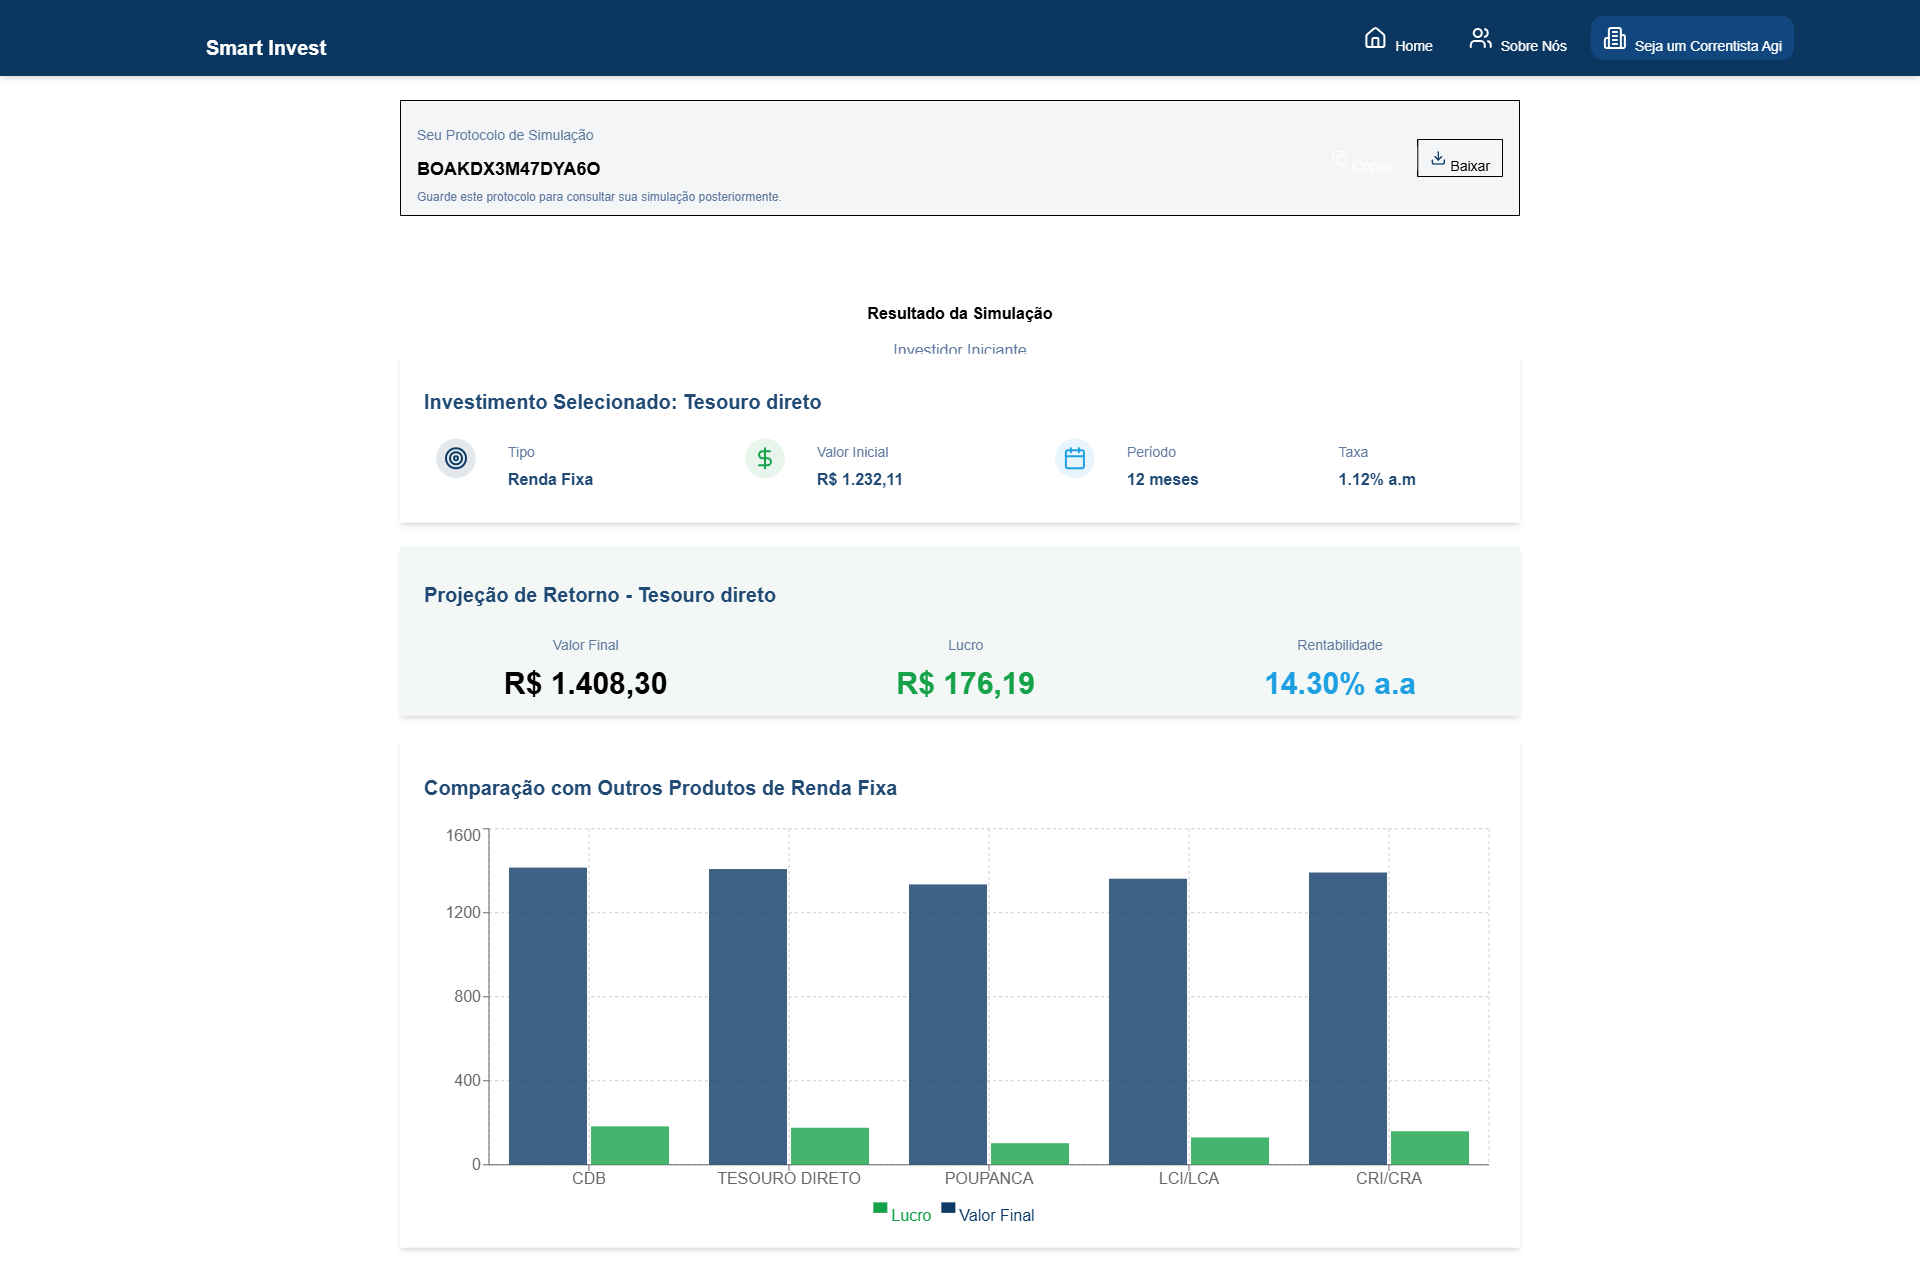 Smart Invest
Home
Sobre Nós
Seja um Correntista Agi
Seu Protocolo de Simulação
BOAKDX3M47DYA6O
Guarde este protocolo para consultar sua simulação posteriormente.
Copiar
Baixar
Resultado da Simulação
Investidor Iniciante
Investimento Selecionado: Tesouro direto
Tipo
Renda Fixa
Valor Inicial
R$ 1.232,11
Período
12 meses
Taxa
1.12% a.m
Projeção de Retorno - Tesouro direto
Valor Final
R$ 1.408,30
Lucro
R$ 176,19
Rentabilidade
14.30% a.a
Comparação com Outros Produtos de Renda Fixa
1600
1200
800
400
0
CDB
TESOURO DIRETO
POUPANCA
LCI/LCA
CRI/CRA
Lucro
Valor Final